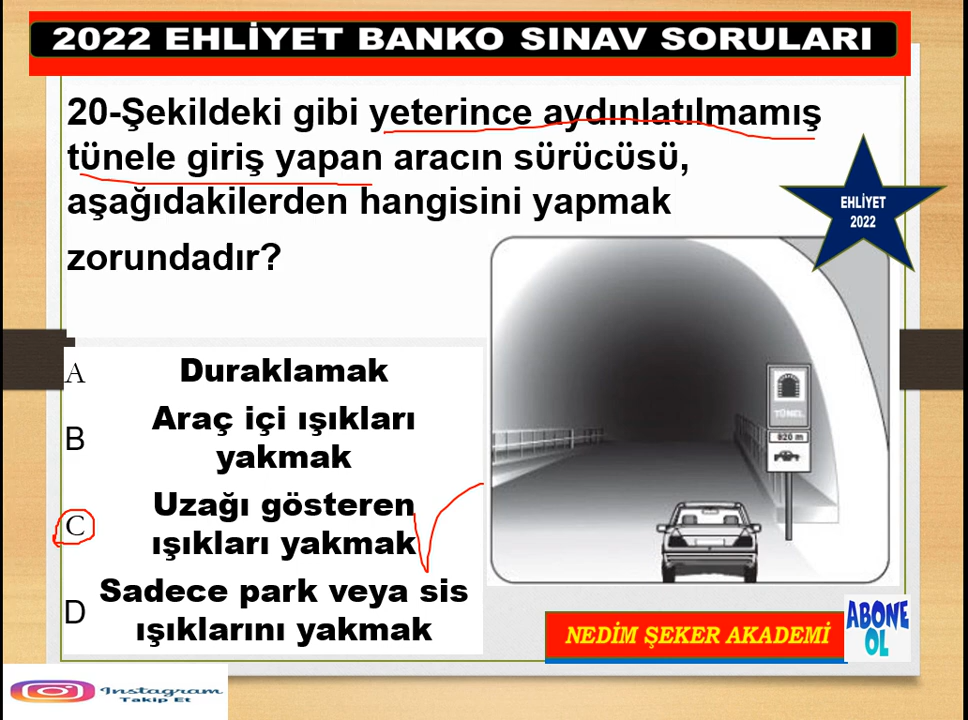 2022 EHLİYET BANKO SINAV SORULARI
20-Şekildeki gibi yeterince aydınlatılmamış
tünele giriş yapan aracın sürücüsü,
aşağıdakilerden hangisini yapmak
zorundadır?
EHLİYET
2022
TÜNEL
820 m
A
Duraklamak
B
Araç içi ışıkları
yakmak
C
Uzağı gösteren
ışıkları yakmak
D
Sadece park veya sis
ışıklarını yakmak
NEDİM ŞEKER AKADEMİ
ABONE
OL
Instagram
Takip Et